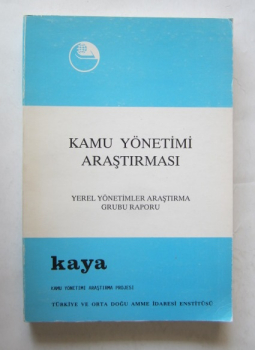 KAMU YÖNETİMİ
ARAŞTIRMASI
YEREL YÖNETİMLER ARAŞTIRMA
GRUBU RAPORU
kaya
KAMU YÖNETİMİ ARAŞTIRMA PROJESİ
TÜRKİYE VE ORTA DOĞU AMME İDARESİ ENSTİTÜSÜ